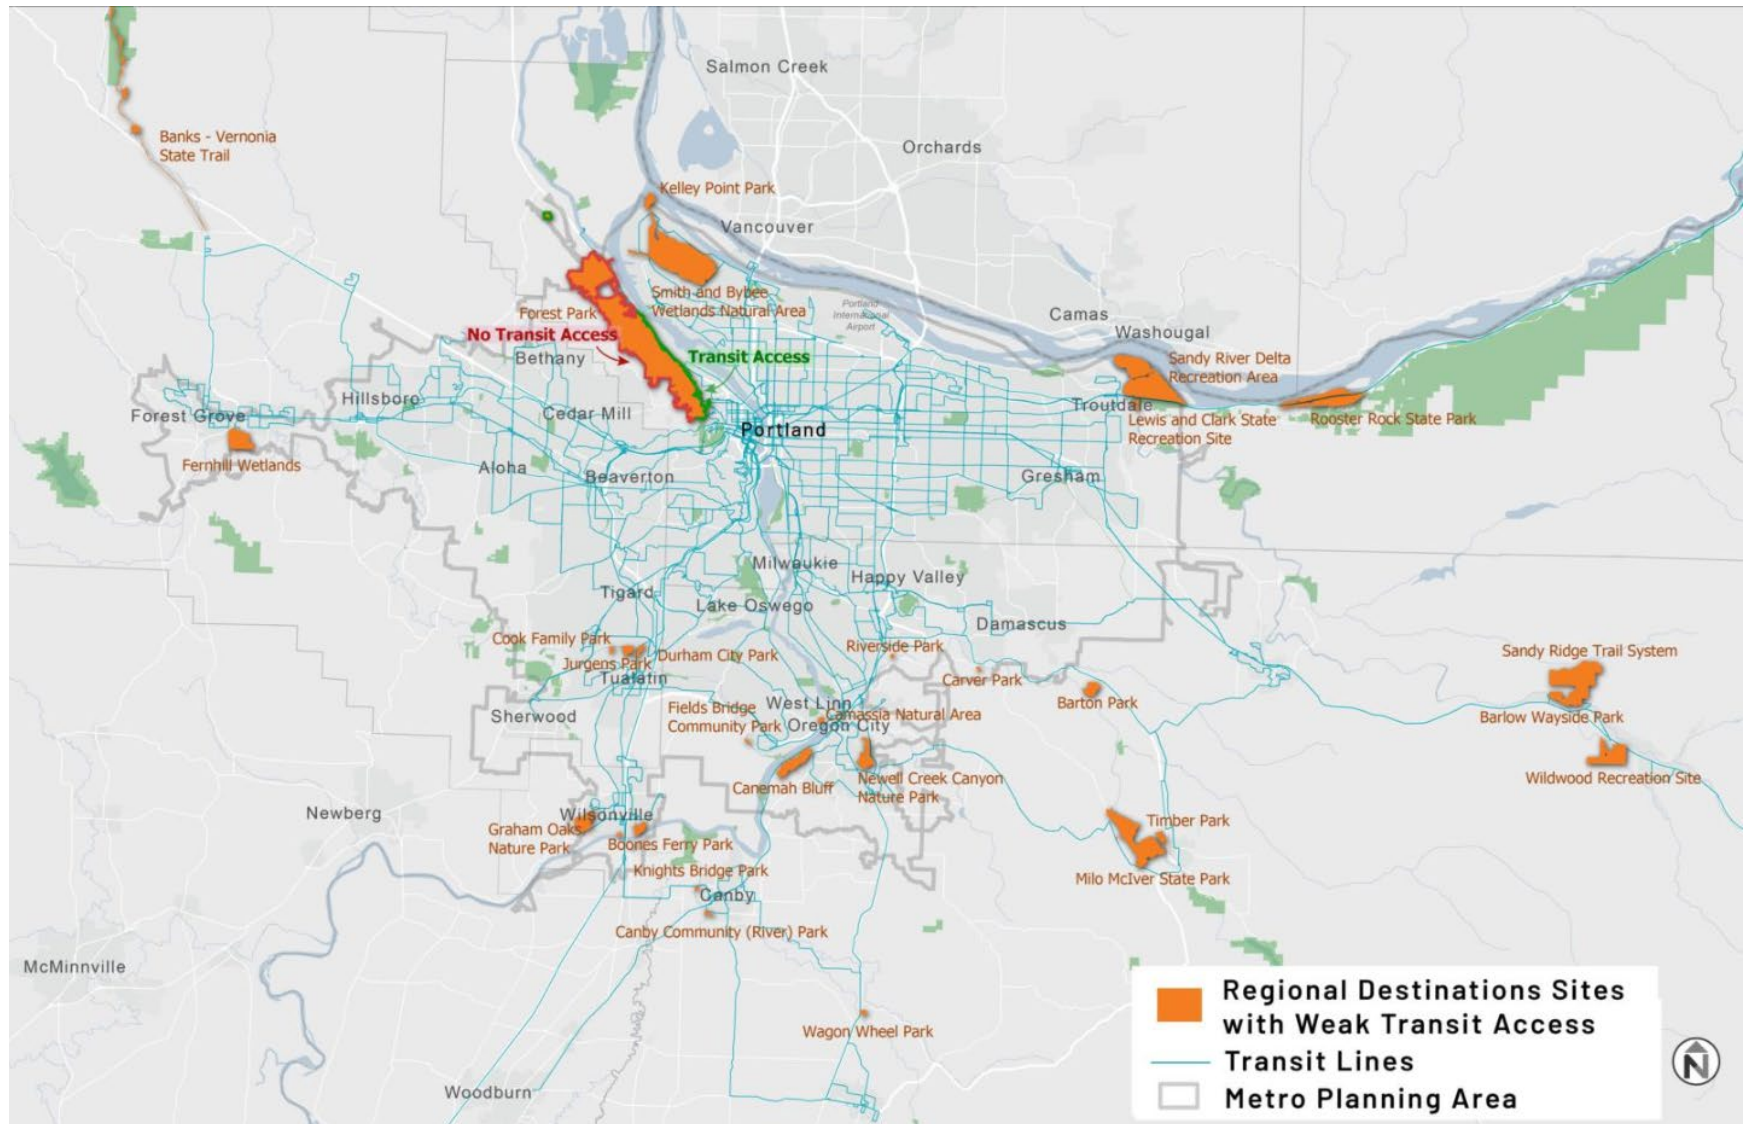 Salmon Creek
Banks - Vernonia
State Trail
Orchards
Kelley Point Park
Vancouver
Smith and Bybee
Wetlands Natural Area
Portland
International
Airport
Forest Park
No Transit Access
Bethany
Transit Access
Camas
Washougal
Sandy River Delta
Recreation Area
Hillsboro
Forest Grove
Cedar Mill
Troutdale
Lewis and Clark State
Recreation Site
Rooster Rock State Park
Portland
Fernhill Wetlands
Aloha
Beaverton
Gresham
Milwaukie
Happy Valley
Tigard
Lake Oswego
Damascus
Cook Family Park
Jurgens Park
Durham City Park
Tualatin
Riverside Park
Carver Park
Sandy Ridge Trail System
Barton Park
Barlow Wayside Park
Sherwood
Fields Bridge
Community Park
West Linn
Camassia Natural Area
Oregon City
Canemah Bluff
Newell Creek Canyon
Nature Park
Wildwood Recreation Site
Newberg
Wilsonville
Graham Oaks
Nature Park
Boones Ferry Park
Timber Park
Knights Bridge Park
Milo McIver State Park
Canby
Canby Community (River) Park
McMinnville
Wagon Wheel Park
Woodburn
Regional Destinations Sites
with Weak Transit Access
Transit Lines
Metro Planning Area
N